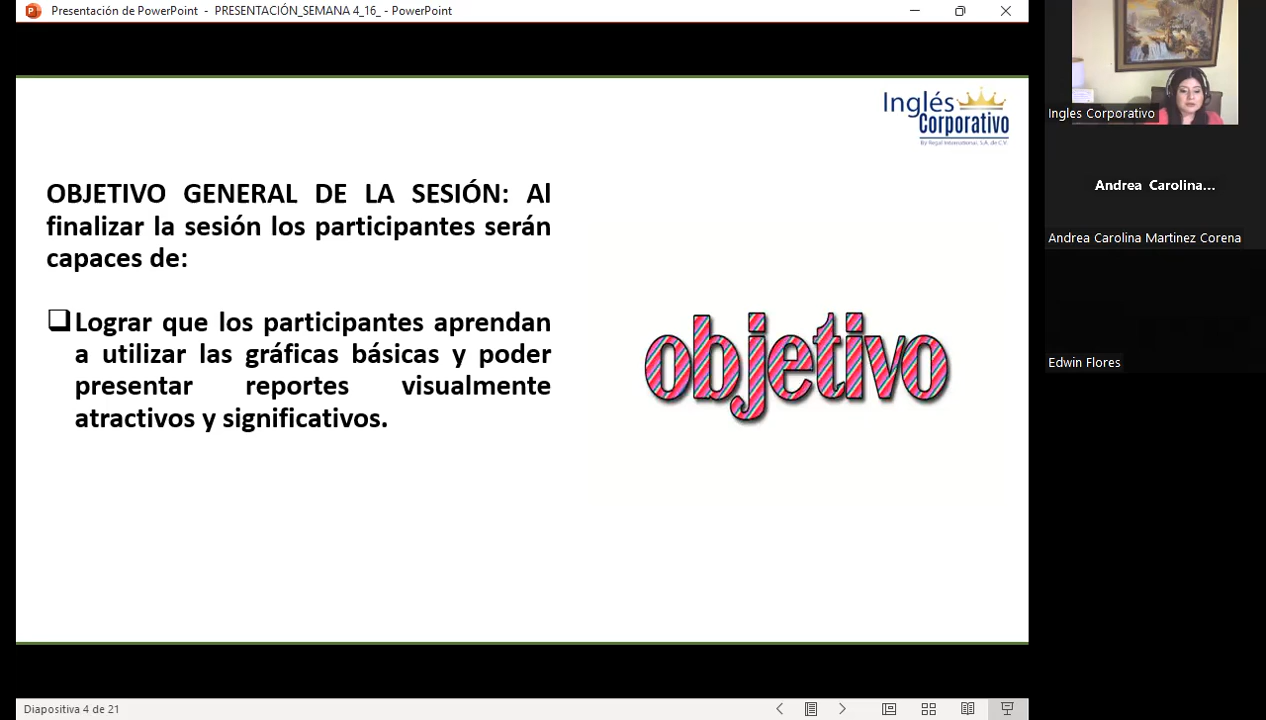 Presentación de PowerPoint - PRESENTACIÓN_SEMANA 4_16_ - PowerPoint
Inglés
Corporativo
By Regal International, S.A. de C.V.
OBJETIVO GENERAL DE LA SESIÓN: Al
finalizar la sesión los participantes serán
capaces de:
Lograr que los participantes aprendan
a utilizar las gráficas básicas y poder
presentar reportes visualmente
atractivos y significativos.
objetivo
Diapositiva 4 de 21
Ingles Corporativo
Andrea Carolina...
Andrea Carolina Martinez Corena
Edwin Flores